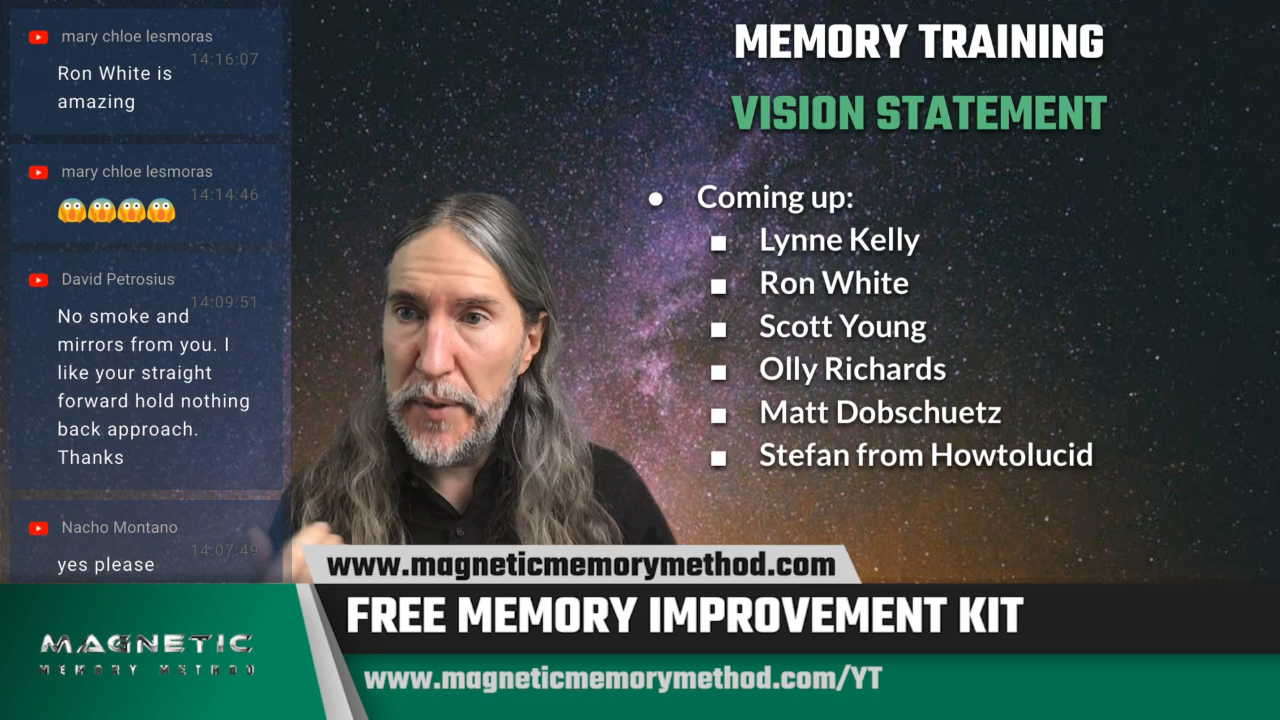 mary chloe lesmoras
14:16:07
Ron White is
amazing
mary chloe lesmoras
14:14:46
😱😱😱😱
David Petrosius
14:09:51
No smoke and
mirrors from you. I
like your straight
forward hold nothing
back approach.
Thanks
Nacho Montano
14:07:49
yes please
MEMORY TRAINING
VISION STATEMENT
● Coming up:
■ Lynne Kelly
■ Ron White
■ Scott Young
■ Olly Richards
■ Matt Dobschuetz
■ Stefan from Howtolucid
www.magneticmemorymethod.com
FREE MEMORY IMPROVEMENT KIT
www.magneticmemorymethod.com/YT
MAGNETIC
MEMORY METHOD